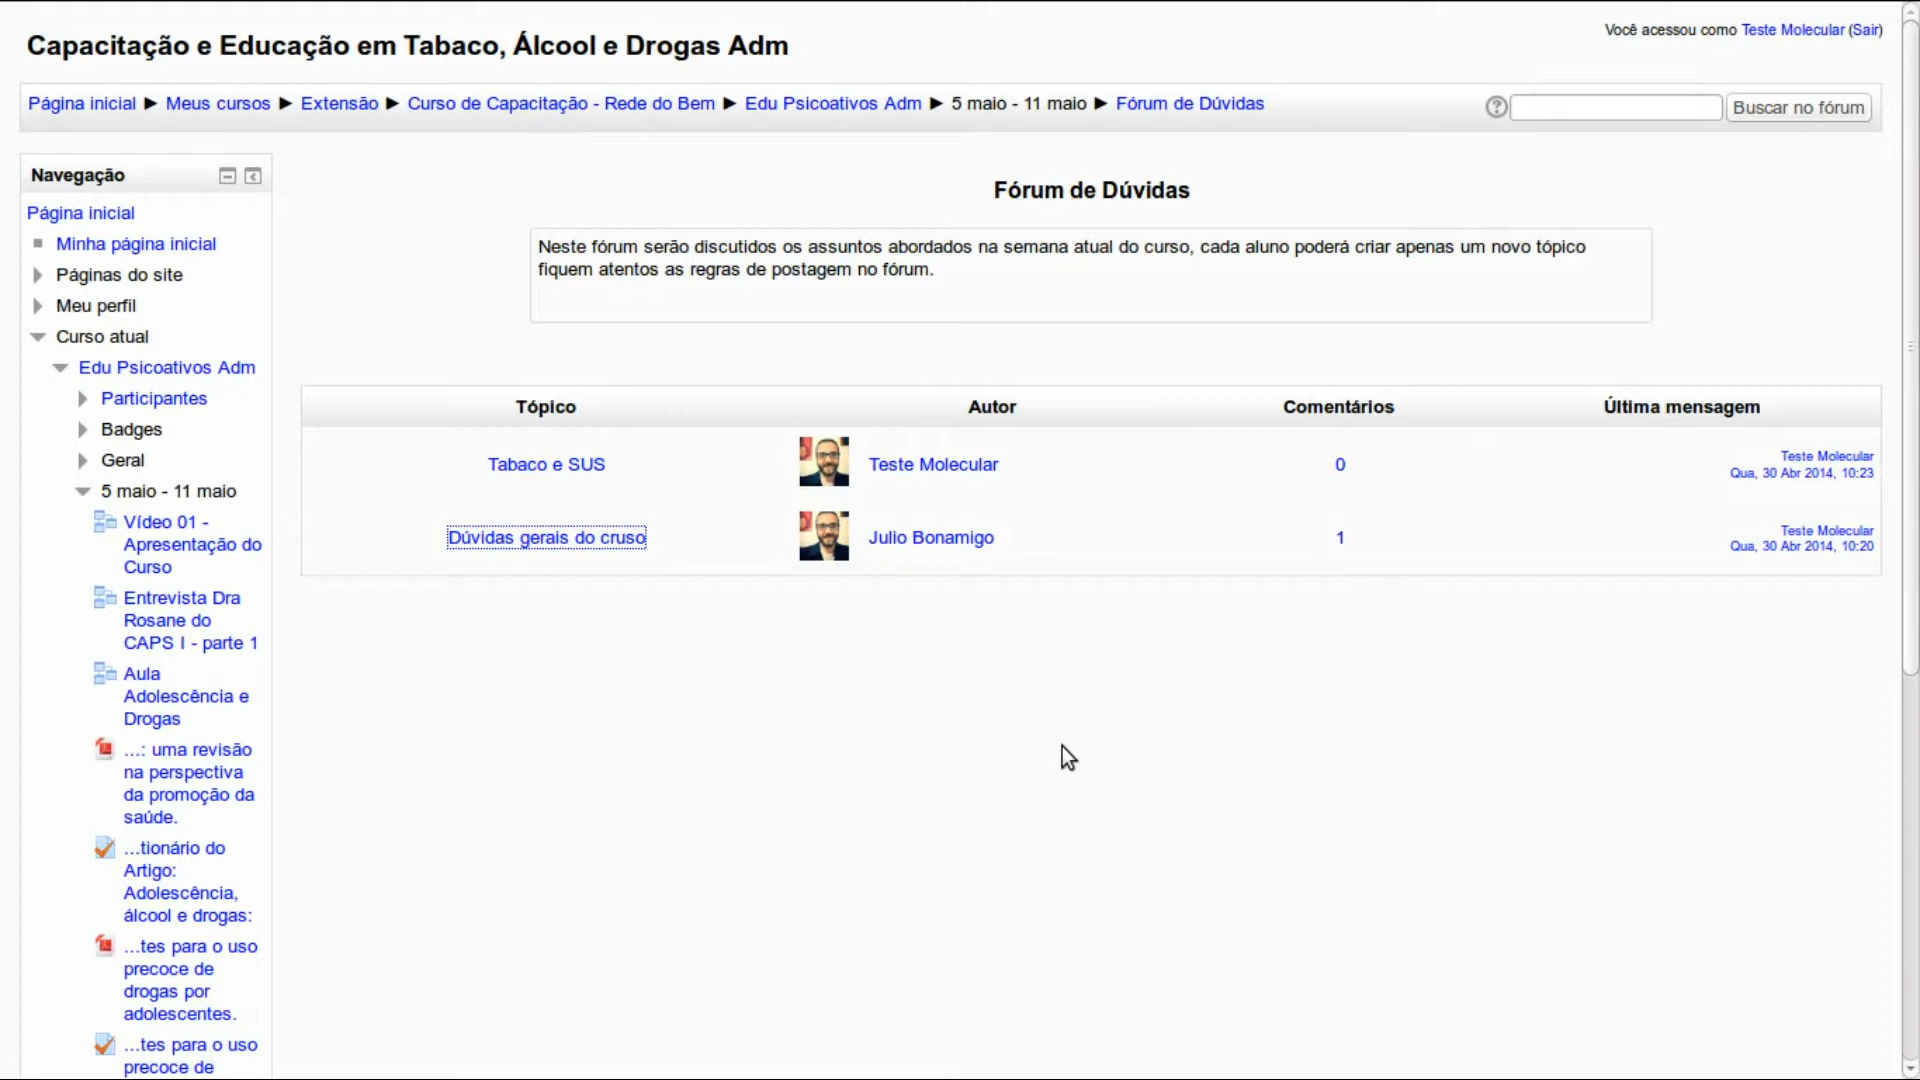 Você acessou como Teste Molecular (Sair)
Capacitação e Educação em Tabaco, Álcool e Drogas Adm
Página inicial ▶ Meus cursos ▶ Extensão ▶ Curso de Capacitação - Rede do Bem ▶ Edu Psicoativos Adm ▶ 5 maio - 11 maio ▶ Fórum de Dúvidas
Buscar no fórum
Navegação
Página inicial
Minha página inicial
Páginas do site
Meu perfil
Curso atual
Edu Psicoativos Adm
Participantes
Badges
Geral
5 maio - 11 maio
Vídeo 01 -
Apresentação do
Curso
Entrevista Dra
Rosane do
CAPS I - parte 1
Aula
Adolescência e
Drogas
...: uma revisão
na perspectiva
da promoção da
saúde.
...tionário do
Artigo:
Adolescência,
álcool e drogas:
...tes para o uso
precoce de
drogas por
adolescentes.
...tes para o uso
precoce de
Fórum de Dúvidas
Neste fórum serão discutidos os assuntos abordados na semana atual do curso, cada aluno poderá criar apenas um novo tópico
fiquem atentos as regras de postagem no fórum.
Tópico Autor Comentários Última mensagem
Tabaco e SUS Teste Molecular 0 Teste Molecular
Qua, 30 Abr 2014, 10:23
Dúvidas gerais do cruso Julio Bonamigo 1 Teste Molecular
Qua, 30 Abr 2014, 10:20